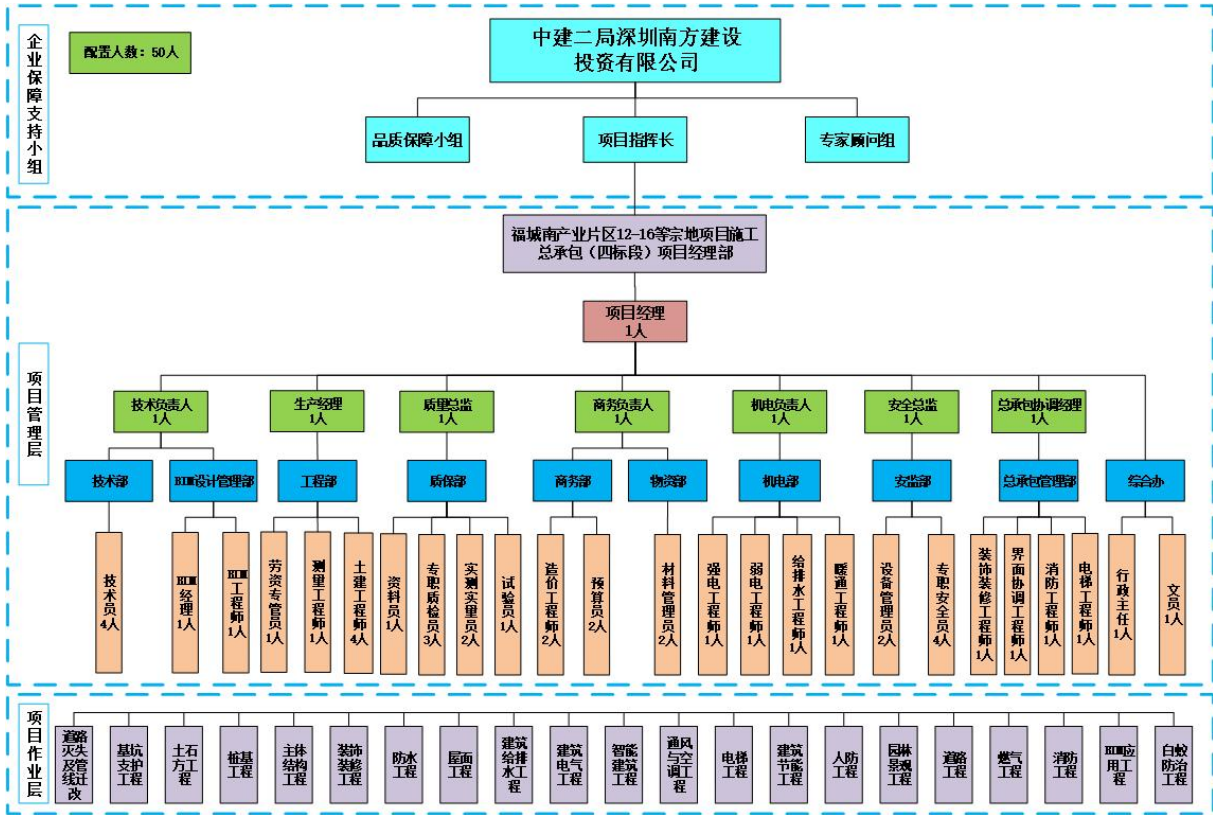 企业保障支持小组
配置人数：50人
中建二局深圳南方建设
投资有限公司
品质保障小组
项目指挥长
专家顾问组
项目管理层
福城南产业片区12-16等宗地项目施工
总承包（四标段）项目经理部
项目经理
1人
技术负责人
1人
生产经理
1人
质量总监
1人
商务负责人
1人
机电负责人
1人
安全总监
1人
总承包协调经理
1人
技术部
BIM设计管理部
工程部
质保部
商务部
物资部
机电部
安监部
总承包管理部
综合办
技术员
4人
BIM经理
1人
BIM工程师
1人
劳资专管员
1人
测量工程师
1人
土建工程师
4人
资料员
1人
专职质检员
3人
实测实量员
2人
试验员
1人
造价工程师
2人
预算员
2人
材料管理员
2人
强电工程师
1人
弱电工程师
1人
给排水工程师
1人
暖通工程师
1人
设备管理员
2人
专职安全员
4人
装饰装修工程师
1人
界面协调工程师
1人
消防工程师
1人
电梯工程师
1人
行政主任
1人
文员
1人
项目作业层
道路
灭失
及管
线迁
改
基坑
支护
工程
土石
方工
程
桩基
工程
主体
结构
工程
装饰
装修
工程
防水
工程
屋面
工程
建筑
给排
水工
程
建筑
电气
工程
智能
建筑
工程
通风
与空
调工
程
电梯
工程
建筑
节能
工程
人防
工程
园林
景观
工程
道路
工程
燃气
工程
消防
工程
BIM应
用工
程
白蚁
防治
工程